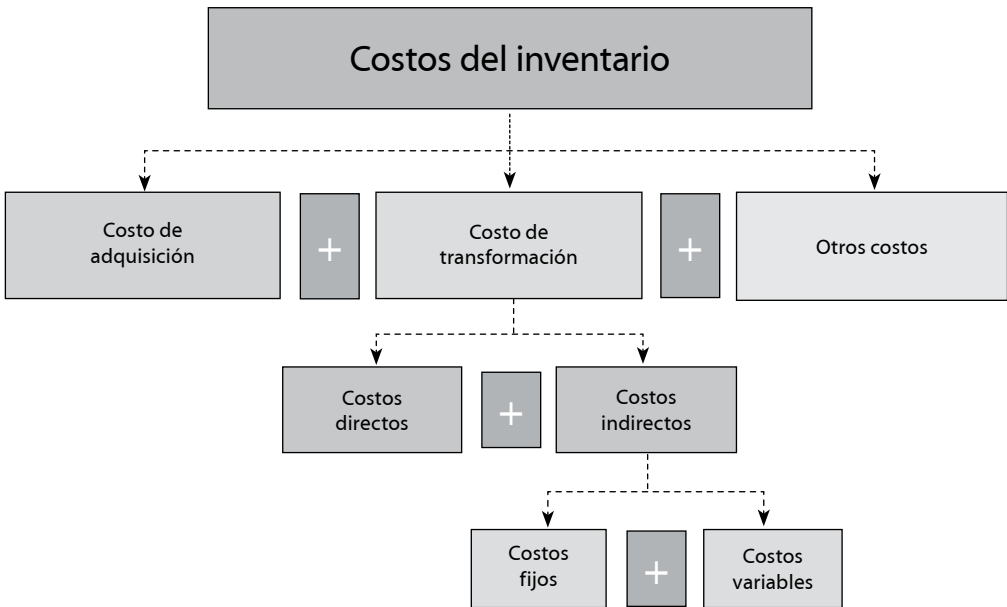 Costos del inventario
Costo de
adquisición
+
Costo de
transformación
+
Otros costos
Costos
directos
+
Costos
indirectos
Costos
fijos
+
Costos
variables